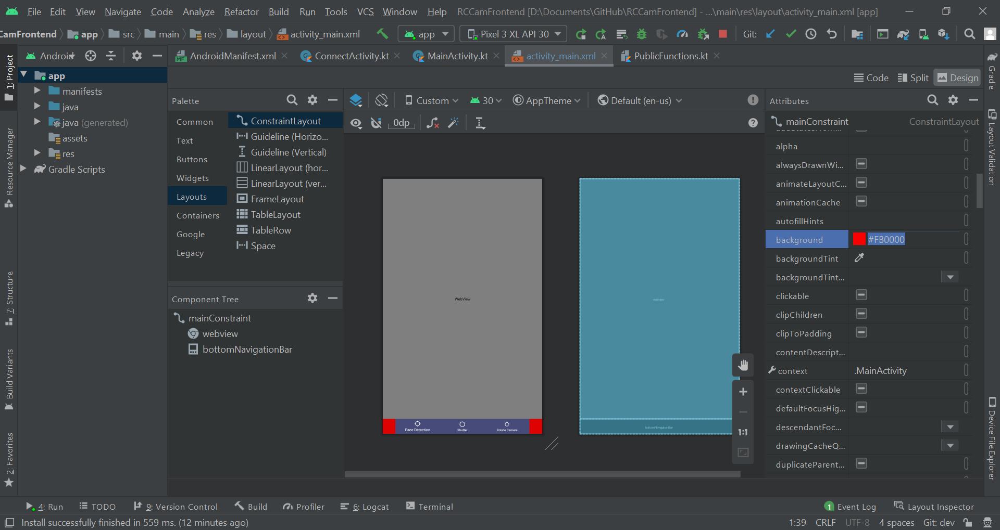 File Edit View Navigate Code Analyze Refactor Build Run Tools VCS Window Help RCCamFrontend [D:\Documents\GitHub\RCCamFrontend] - ...\main\res\layout\activity_main.xml [app]
CamFrontend app src main res layout activity_main.xml app Pixel 3 XL API 30 Git:
Android AndroidManifest.xml ConnectActivity.kt MainActivity.kt activity_main.xml PublicFunctions.kt
Code Split Design
1: Project
Resource Manager
7: Structure
Build Variants
2: Favorites
app
manifests
java
java (generated)
assets
res
Gradle Scripts
Palette
Common
Text
Buttons
Widgets
Layouts
Containers
Google
Legacy
ConstraintLayout
Guideline (Horizo...
Guideline (Vertical)
LinearLayout (hor...
LinearLayout (ver...
FrameLayout
TableLayout
TableRow
Space
Component Tree
mainConstraint
webview
bottomNavigationBar
Custom 30 AppTheme Default (en-us)
0dp
WebView
Face Detection Shutter Rotate Camera
webview
bottomNavigationBar
1:1
Attributes
mainConstraint ConstraintLayout
alpha
alwaysDrawnWi...
animateLayoutC...
animationCache
autofillHints
background #FB0000
backgroundTint
backgroundTint...
clickable
clipChildren
clipToPadding
contentDescript...
context .MainActivity
contextClickable
defaultFocusHig...
descendantFoc...
drawingCacheQ...
duplicateParent...
Gradle
Layout Validation
Device File Explorer
4: Run TODO 9: Version Control Build Profiler 6: Logcat Terminal 1 Event Log Layout Inspector
Install successfully finished in 559 ms. (12 minutes ago) 1:39 CRLF UTF-8 4 spaces Git: dev